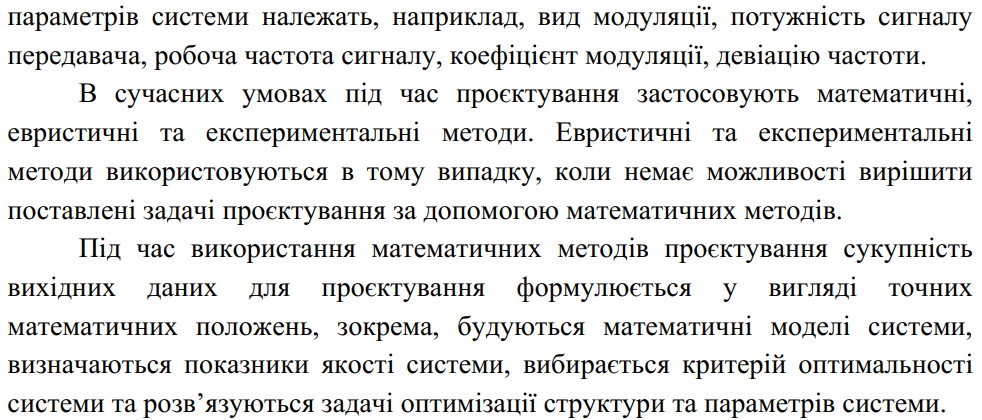 параметрів системи належать, наприклад, вид модуляції, потужність сигналу
передавача, робоча частота сигналу, коефіцієнт модуляції, девіацію частоти.
В сучасних умовах під час проєктування застосовують математичні,
евристичні та експериментальні методи. Евристичні та експериментальні
методи використовуються в тому випадку, коли немає можливості вирішити
поставлені задачі проєктування за допомогою математичних методів.
Під час використання математичних методів проєктування сукупність
вихідних даних для проєктування формулюється у вигляді точних
математичних положень, зокрема, будуються математичні моделі системи,
визначаються показники якості системи, вибирається критерій оптимальності
системи та розв’язуються задачі оптимізації структури та параметрів системи.